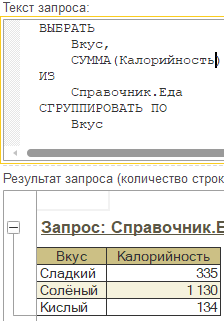 Текст запроса:
ВЫБРАТЬ
Вкус,
СУММА(Калорийность)
ИЗ
Справочник.Еда
СГРУППИРОВАТЬ ПО
Вкус
Результат запроса (количество строк
Запрос: Справочник.Е
Вкус Калорийность
Сладкий 335
Солёный 1 130
Кислый 134